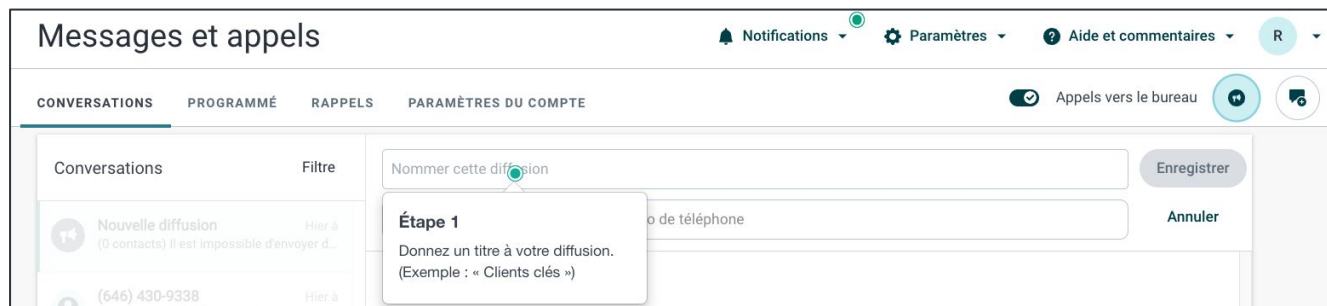 Messages et appels
Notifications
Paramètres
Aide et commentaires
R
CONVERSATIONS
PROGRAMMÉ
RAPPELS
PARAMÈTRES DU COMPTE
Appels vers le bureau
Conversations
Filtre
Nommer cette diffusion
Enregistrer
Étape 1
Donnez un titre à votre diffusion.
(Exemple : « Clients clés »)
o de téléphone
Annuler
Nouvelle diffusion
Hier à
(0 contacts) Il est impossible d'envoyer d...
(646) 430-9338
Hier à